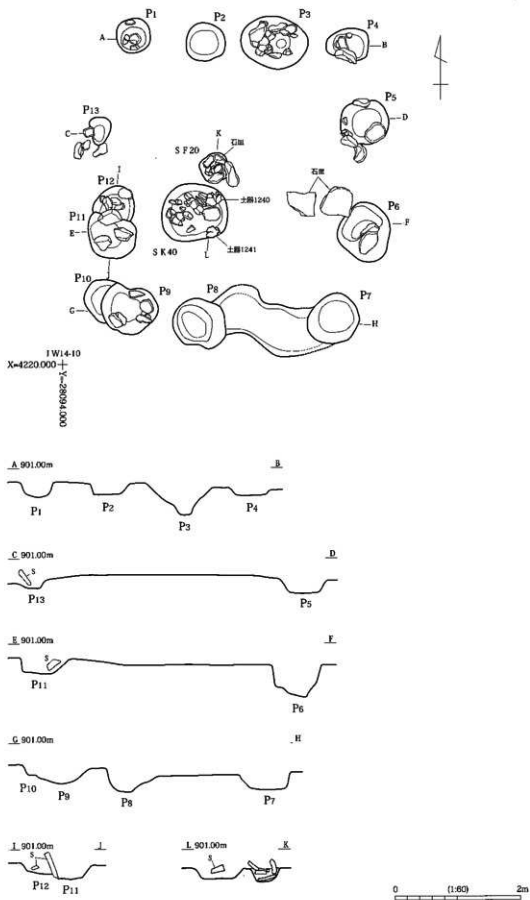 P1
P2
P3
P4
A
B
P13
C
P5
D
K
石皿
SF20
I
P12
P11
E
土器1240
土器1241
SK40
L
石皿
P6
F
P10
P9
G
P8
P7
H
IW14-10
X=4220.000
Y=-28094.000
A 901.00m B
P1 P2 P3 P4
C 901.00m D
S
P13 P5
E 901.00m F
S
P11 P6
G 901.00m H
P10 P9 P8 P7
I 901.00m J
S
P12 P11
L 901.00m K
S
0 (1:60) 2m